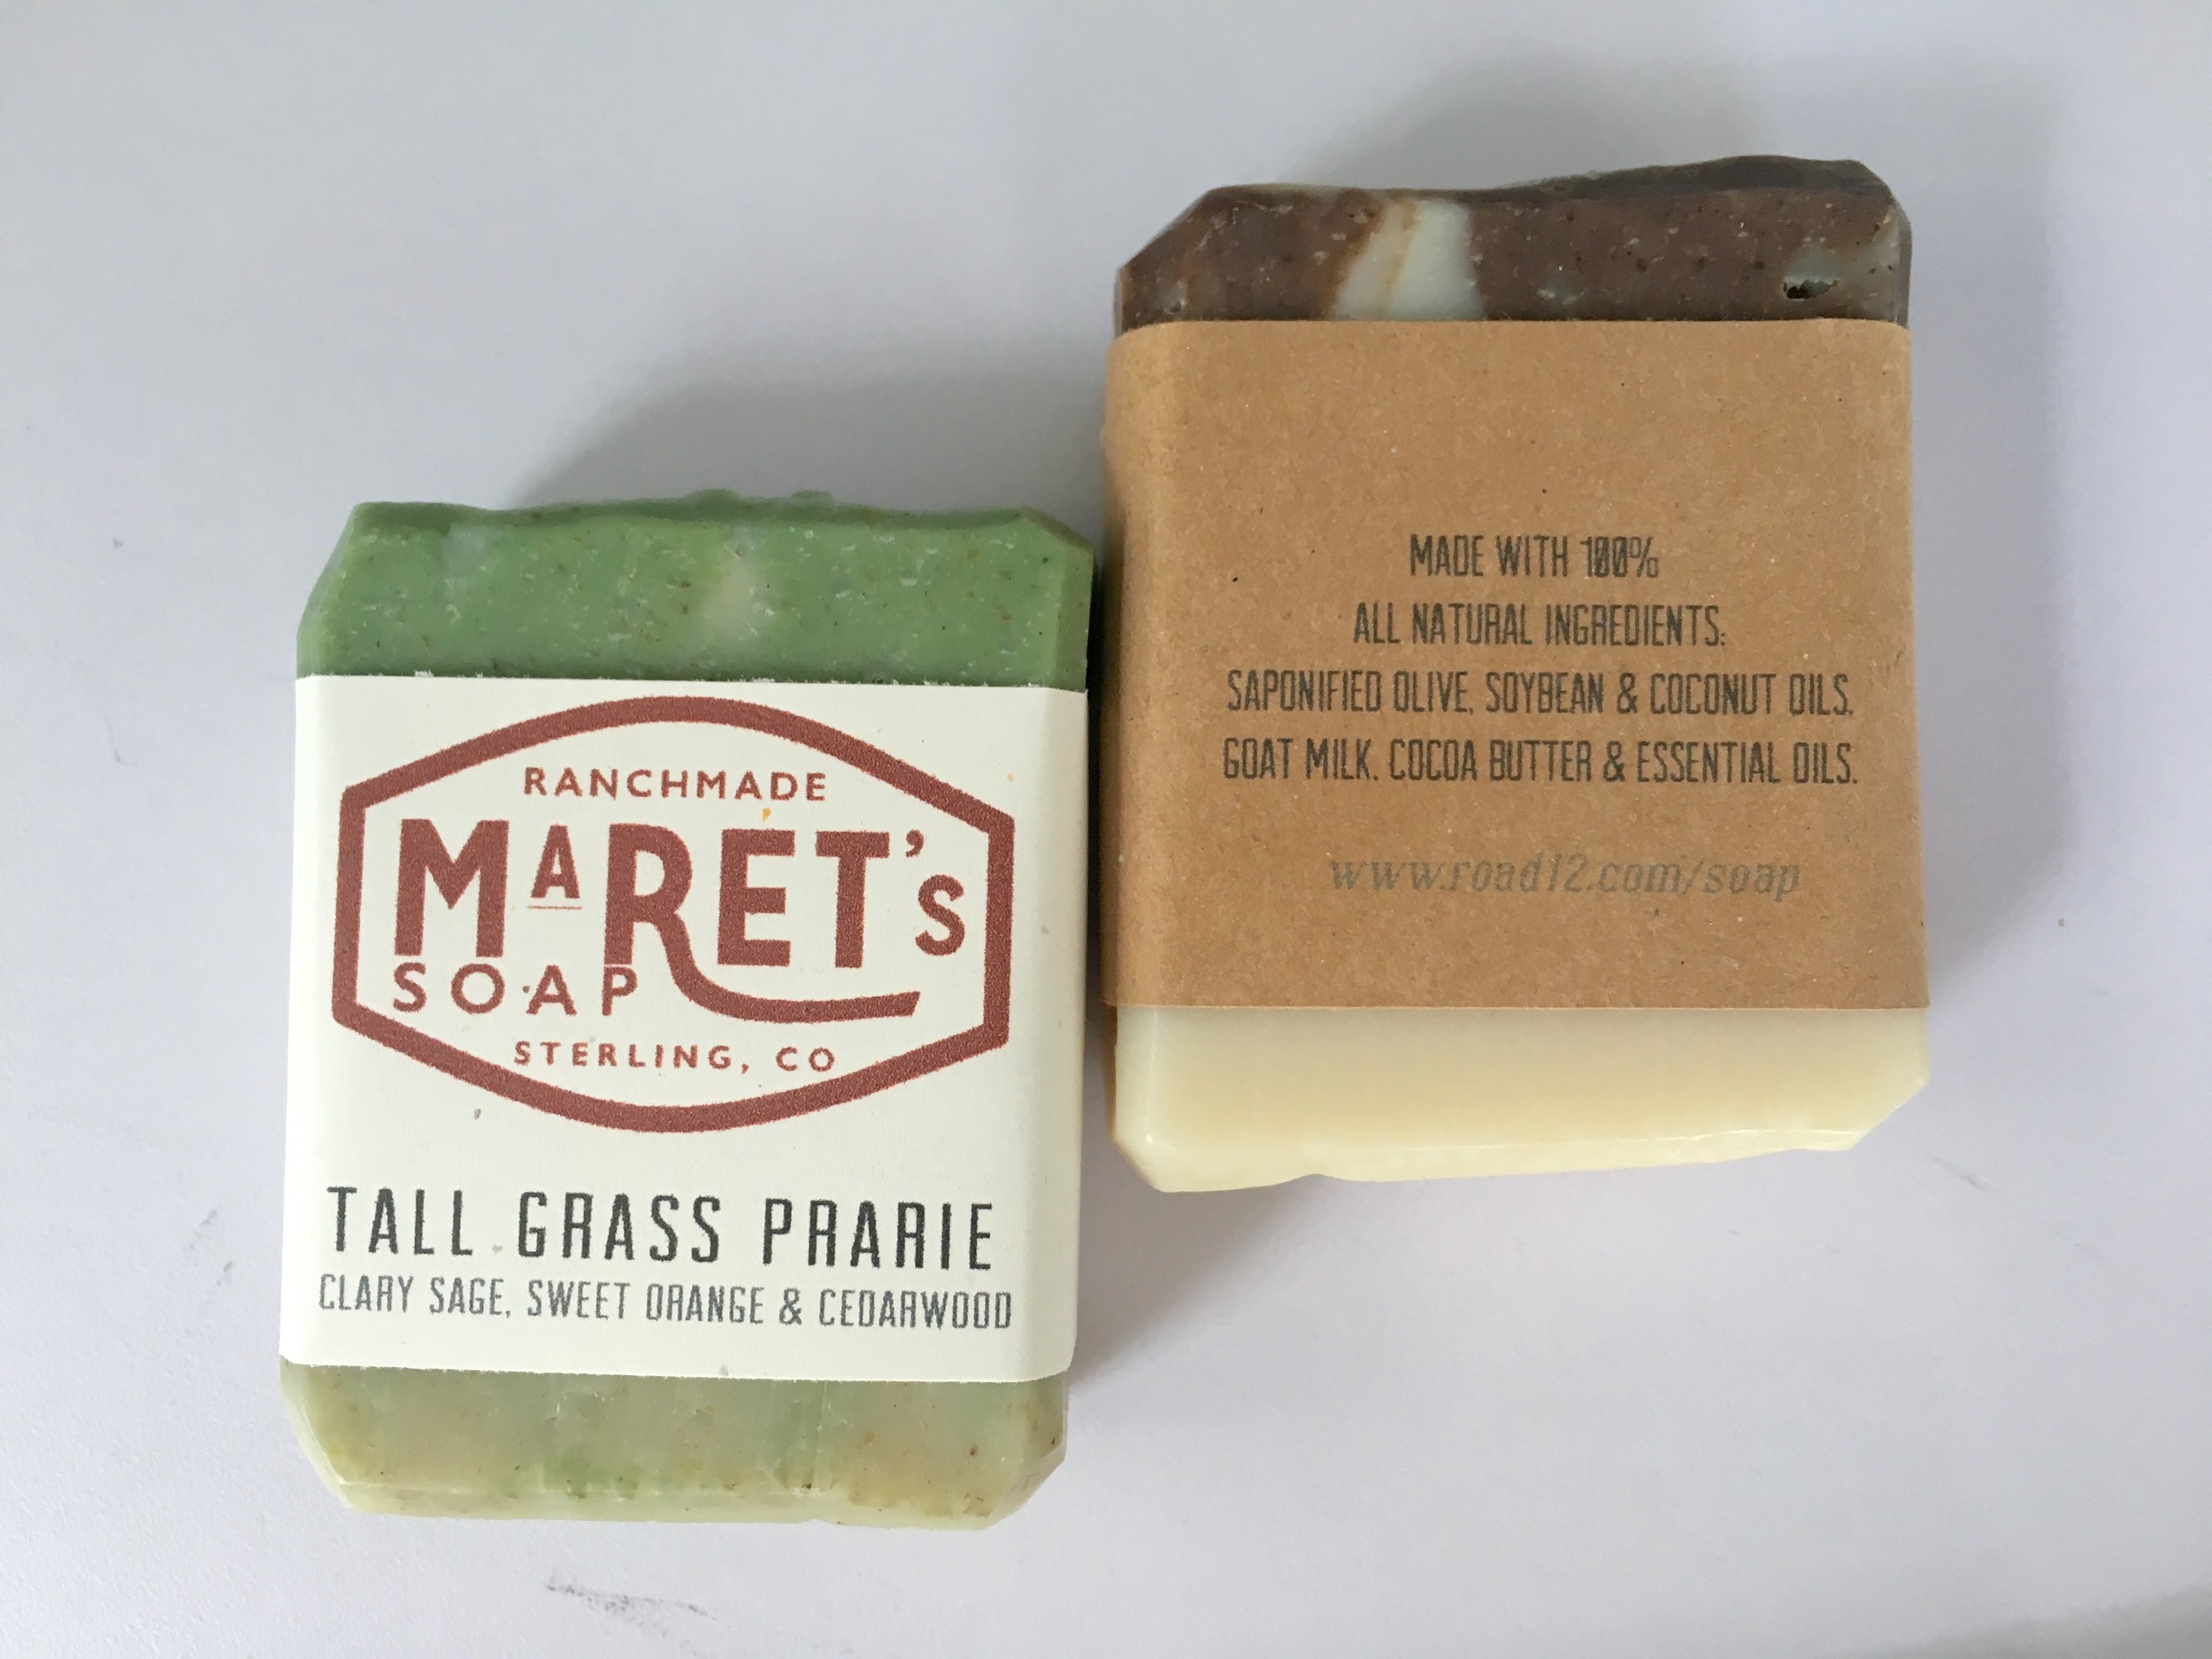 RANCHMADE
MARET'S
SOAP
STERLING, CO
TALL GRASS PRARIE
CLARY SAGE, SWEET ORANGE & CEDARWOOD
MADE WITH 100%
ALL NATURAL INGREDIENTS:
SAPONIFIED OLIVE, SOYBEAN & COCONUT OILS,
GOAT MILK, COCOA BUTTER & ESSENTIAL OILS.
www.road12.com/soap